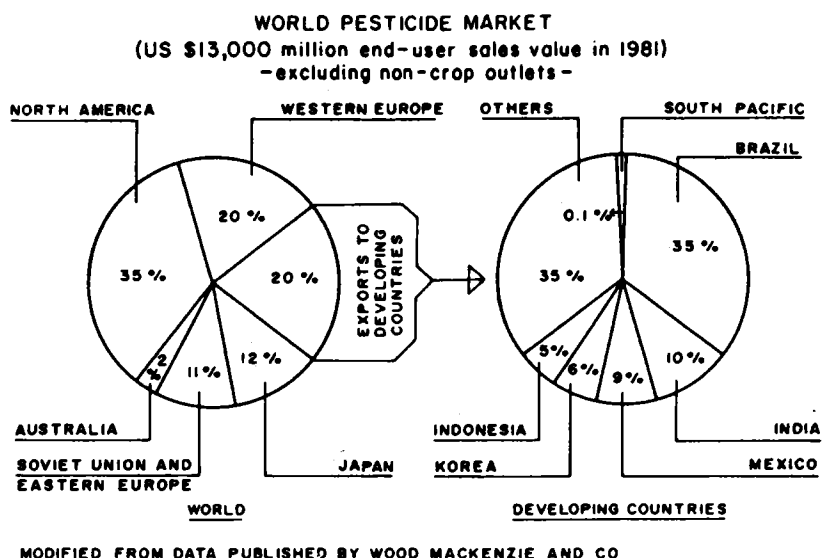 WORLD PESTICIDE MARKET
(US $13,000 million end-user sales value in 1981)
-excluding non-crop outlets-
NORTH AMERICA
WESTERN EUROPE
20 %
35 %
20 %
2
%
11 %
12 %
AUSTRALIA
SOVIET UNION AND
EASTERN EUROPE
JAPAN
WORLD
EXPORTS TO
DEVELOPING
COUNTRIES
OTHERS
SOUTH PACIFIC
BRAZIL
0.1 %
35 %
35 %
5 %
6 %
9 %
10 %
INDONESIA
INDIA
KOREA
MEXICO
DEVELOPING COUNTRIES
MODIFIED FROM DATA PUBLISHED BY WOOD MACKENZIE AND CO